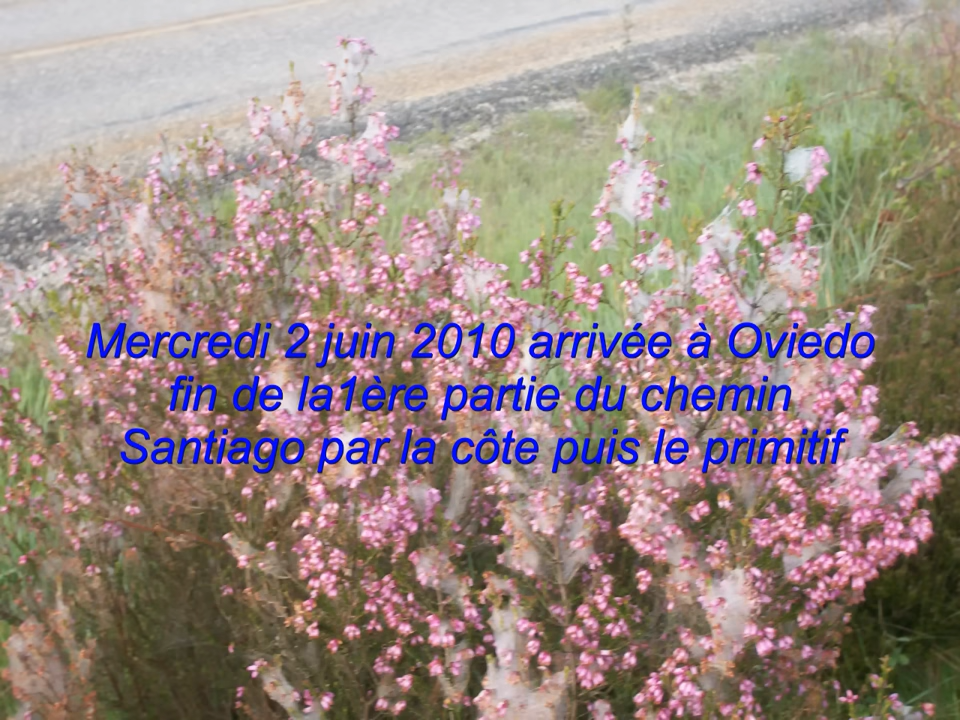 Mercredi 2 juin 2010 arrivée à Oviedo
fin de la1ère partie du chemin
Santiago par la côte puis le primitif